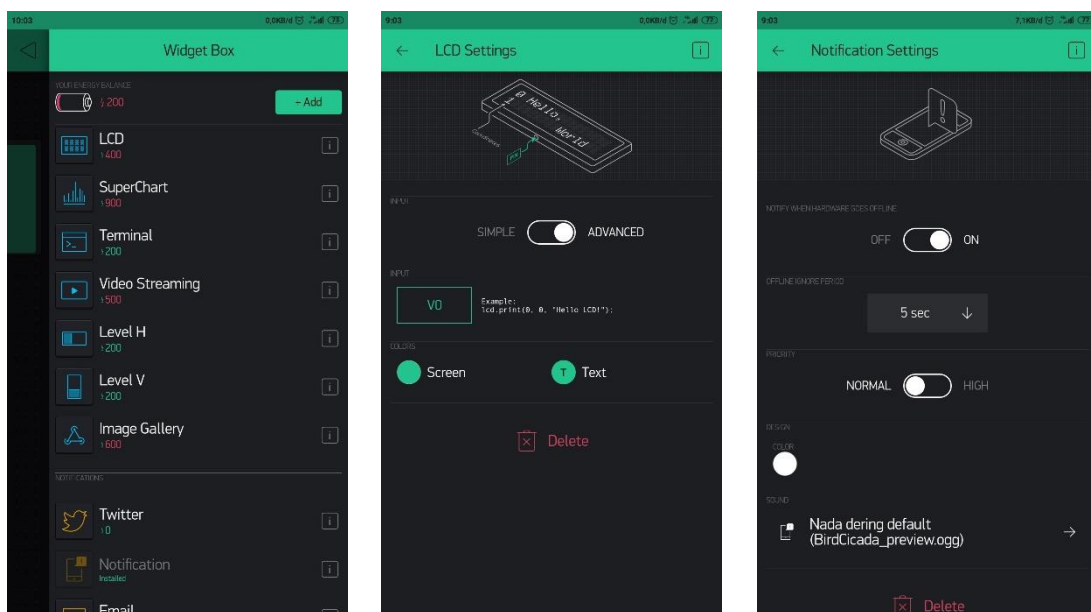 10:03
0,0KB/d
Widget Box
YOUR ENERGY BALANCE
200
+ Add
LCD
400
SuperChart
900
Terminal
200
Video Streaming
500
Level H
200
Level V
200
Image Gallery
600
NOTIFICATIONS
Twitter
0
Notification
Installed
Email
9:03
0,0KB/d
LCD Settings
0 Hello,
1 World
PIN
INPUT
SIMPLE ADVANCED
INPUT
V0
Example:
lcd.print(0, 0, "Hello LCD!");
COLORS
Screen
T Text
Delete
9:03
7,1KB/d
Notification Settings
NOTIFY WHEN HARDWARE GOES OFFLINE
OFF ON
OFFLINE IGNORE PERIOD
5 sec
PRIORITY
NORMAL HIGH
DESIGN
COLOR
SOUND
Nada dering default
(BirdCicada_preview.ogg)
Delete